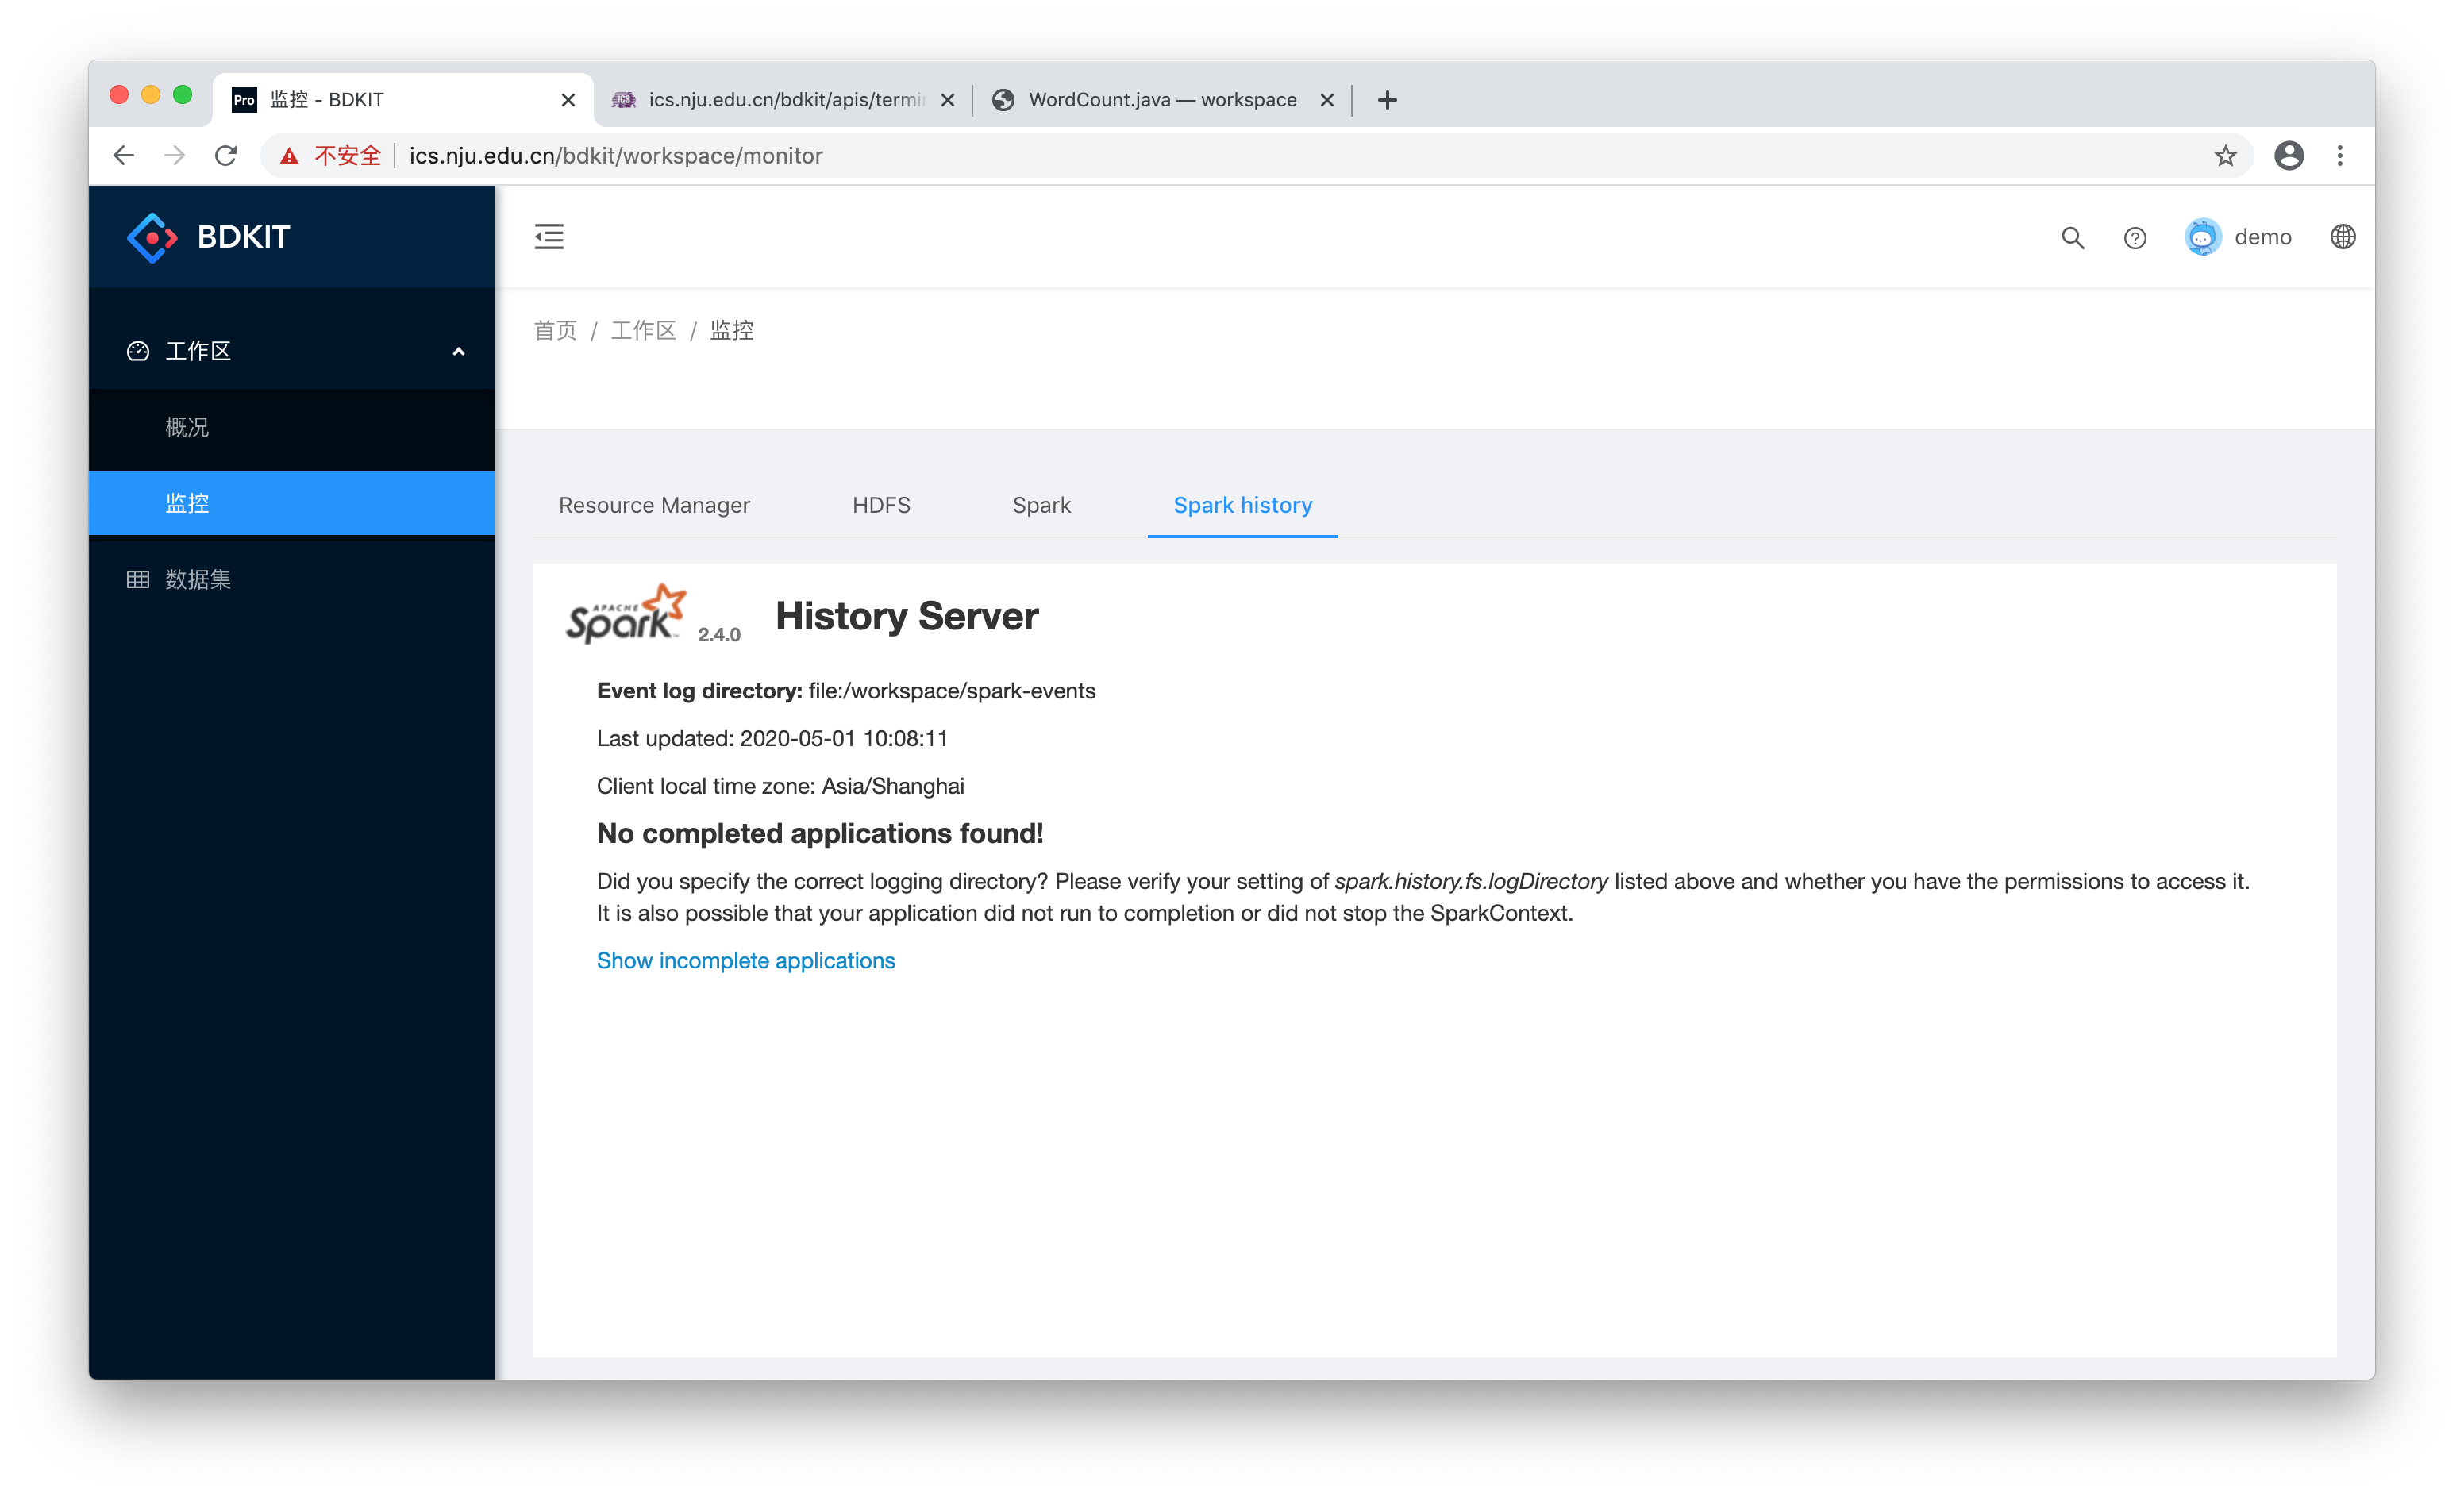 Pro 监控 - BDKIT
ICS ics.nju.edu.cn/bdkit/apis/termi
WordCount.java — workspace
不安全 ics.nju.edu.cn/bdkit/workspace/monitor
BDKIT
demo
首页 / 工作区 / 监控
工作区
概况
监控
数据集
Resource Manager HDFS Spark Spark history
APACHE Spark 2.4.0 History Server
Event log directory: file:/workspace/spark-events
Last updated: 2020-05-01 10:08:11
Client local time zone: Asia/Shanghai
No completed applications found!
Did you specify the correct logging directory? Please verify your setting of spark.history.fs.logDirectory listed above and whether you have the permissions to access it.
It is also possible that your application did not run to completion or did not stop the SparkContext.
Show incomplete applications